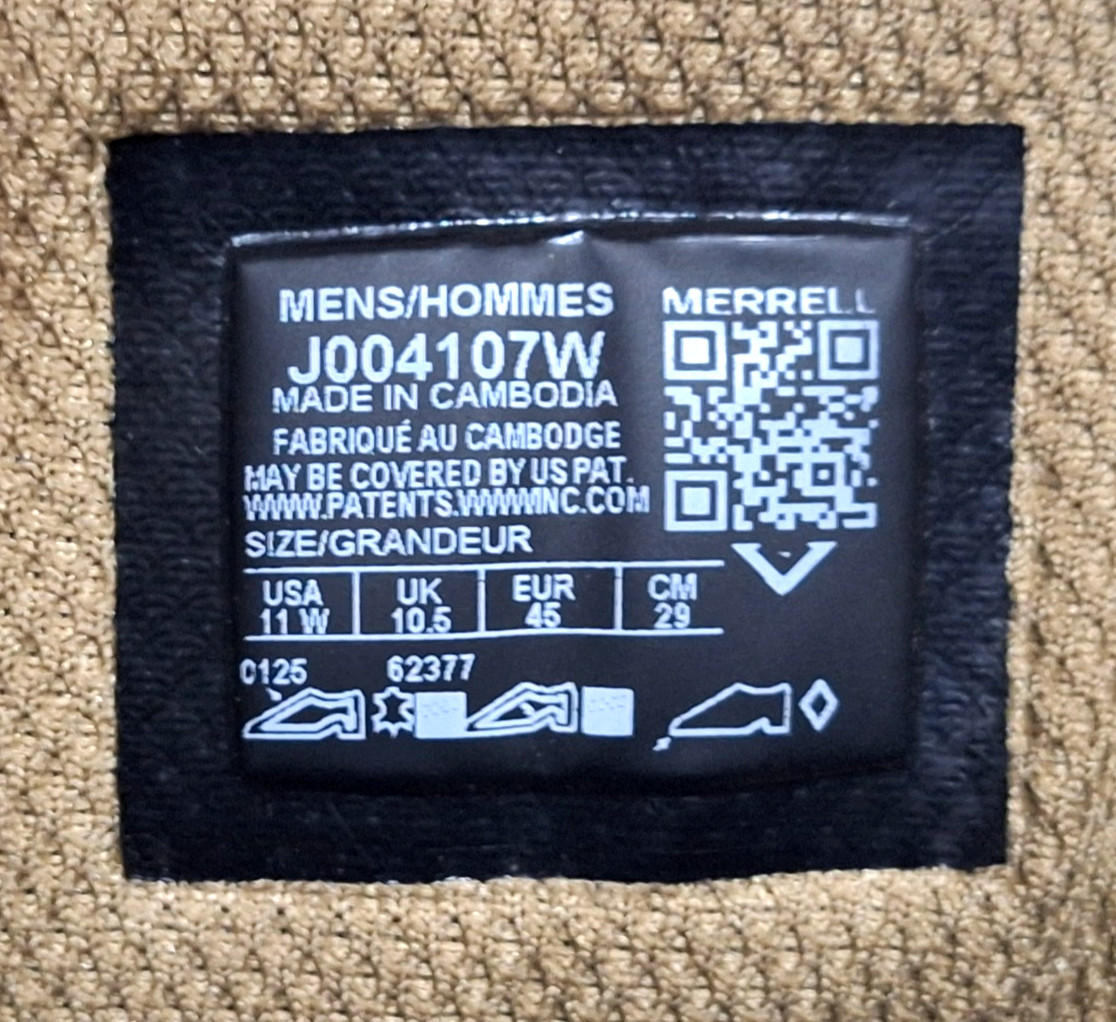 MENS/HOMMES
J004107W
MADE IN CAMBODIA
FABRIQUÉ AU CAMBODGE
MAY BE COVERED BY US PAT.
WWW.PATENTS.WWWINC.COM
SIZE/GRANDEUR
USA UK EUR CM
11 W 10.5 45 29
0125 62377
MERRELL